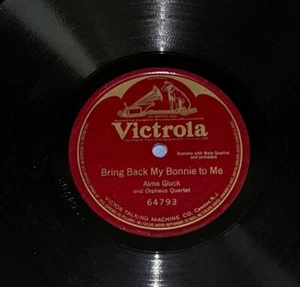 Victrola
Soprano with Male Quartet
and orchestra
Bring Back My Bonnie to Me
Alma Gluck
and Orpheus Quartet
64793
VICTOR TALKING MACHINE CO. Camden, N.J.